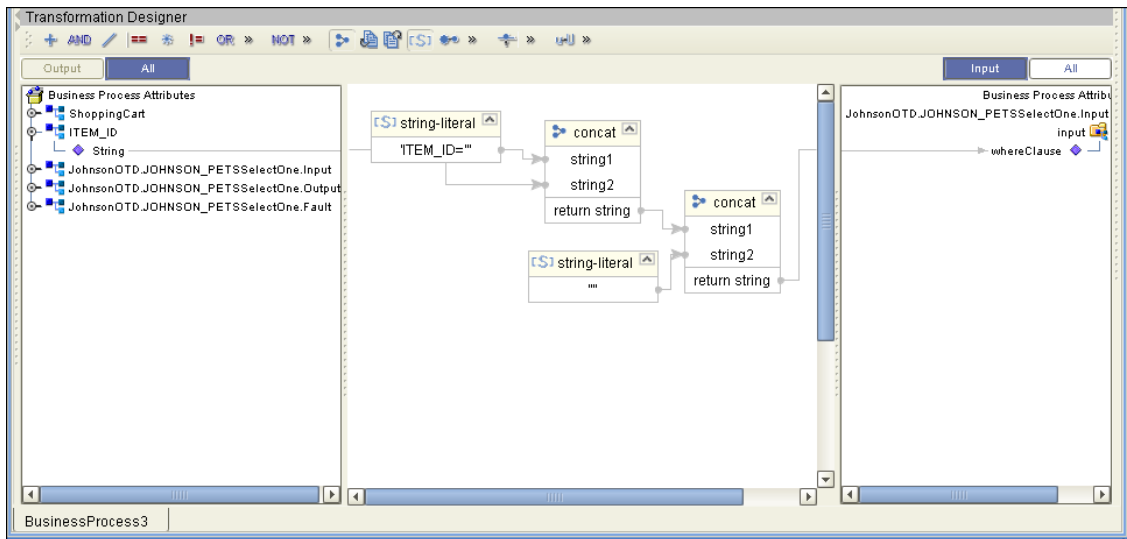 Transformation Designer
AND == != OR » NOT » [S] » » »
Output All Input All
Business Process Attributes
ShoppingCart
ITEM_ID
String
JohnsonOTD.JOHNSON_PETSSelectOne.Input
JohnsonOTD.JOHNSON_PETSSelectOne.Output
JohnsonOTD.JOHNSON_PETSSelectOne.Fault
[S] string-literal
'ITEM_ID='"
concat
string1
string2
return string
[S] string-literal
""
concat
string1
string2
return string
Business Process Attribu
JohnsonOTD.JOHNSON_PETSSelectOne.Input
input
whereClause
BusinessProcess3